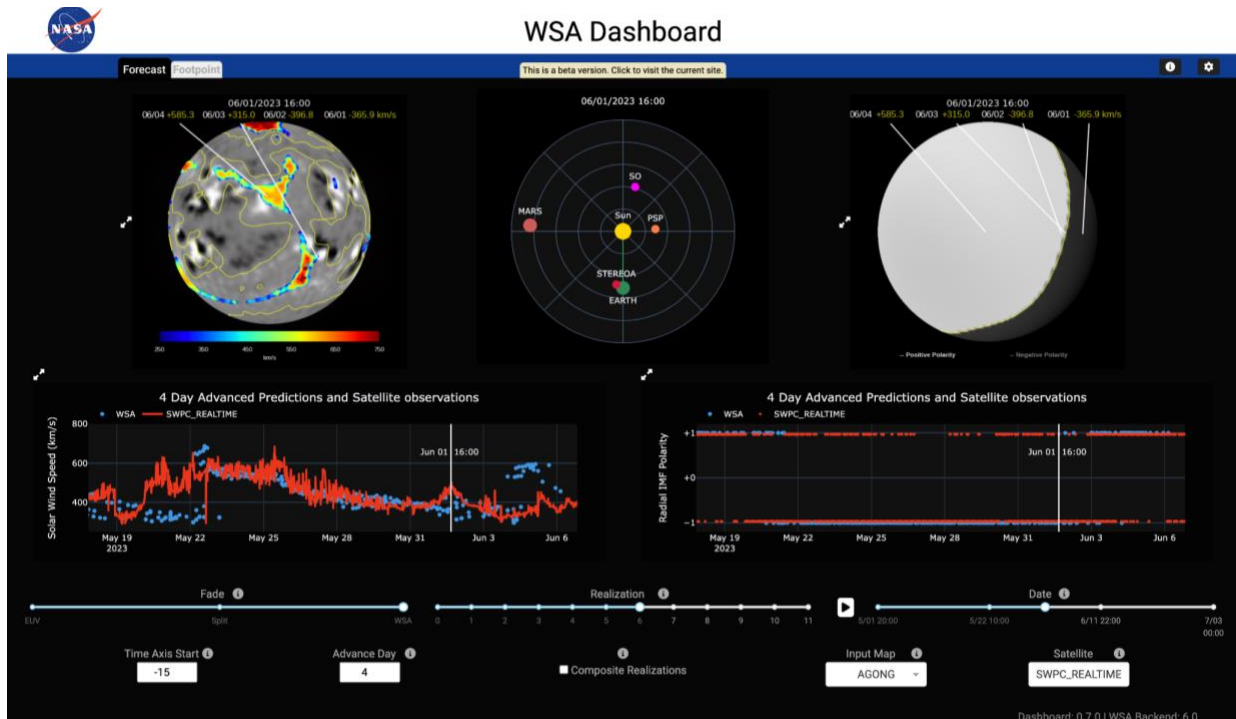 NASA
WSA Dashboard
Forecast Footpoint
This is a beta version. Click to visit the current site.
06/01/2023 16:00
06/04 +585.3 06/03 +315.0 06/02 -396.8 06/01 -365.9 km/s
250 350 450 550 650 750
km/s
06/01/2023 16:00
SO
MARS
Sun
PSP
STEREOA
EARTH
06/01/2023 16:00
06/04 +585.3 06/03 +315.0 06/02 -396.8 06/01 -365.9 km/s
-- Positive Polarity -- Negative Polarity
4 Day Advanced Predictions and Satellite observations
WSA SWPC_REALTIME
Solar Wind Speed (km/s)
800
600
400
Jun 01 16:00
May 19 May 22 May 25 May 28 May 31 Jun 3 Jun 6
2023
4 Day Advanced Predictions and Satellite observations
WSA SWPC_REALTIME
Radial IMF Polarity
+1
+0
−1
Jun 01 16:00
May 19 May 22 May 25 May 28 May 31 Jun 3 Jun 6
2023
Fade
EUV Split WSA
Realization
0 1 2 3 4 5 6 7 8 9 10 11
Date
5/01 20:00 5/22 10:00 6/11 22:00 7/03
00:00
Time Axis Start
-15
Advance Day
4
Composite Realizations
Input Map
AGONG
Satellite
SWPC_REALTIME
Dashboard: 0.7.0 | WSA Backend: 6.0